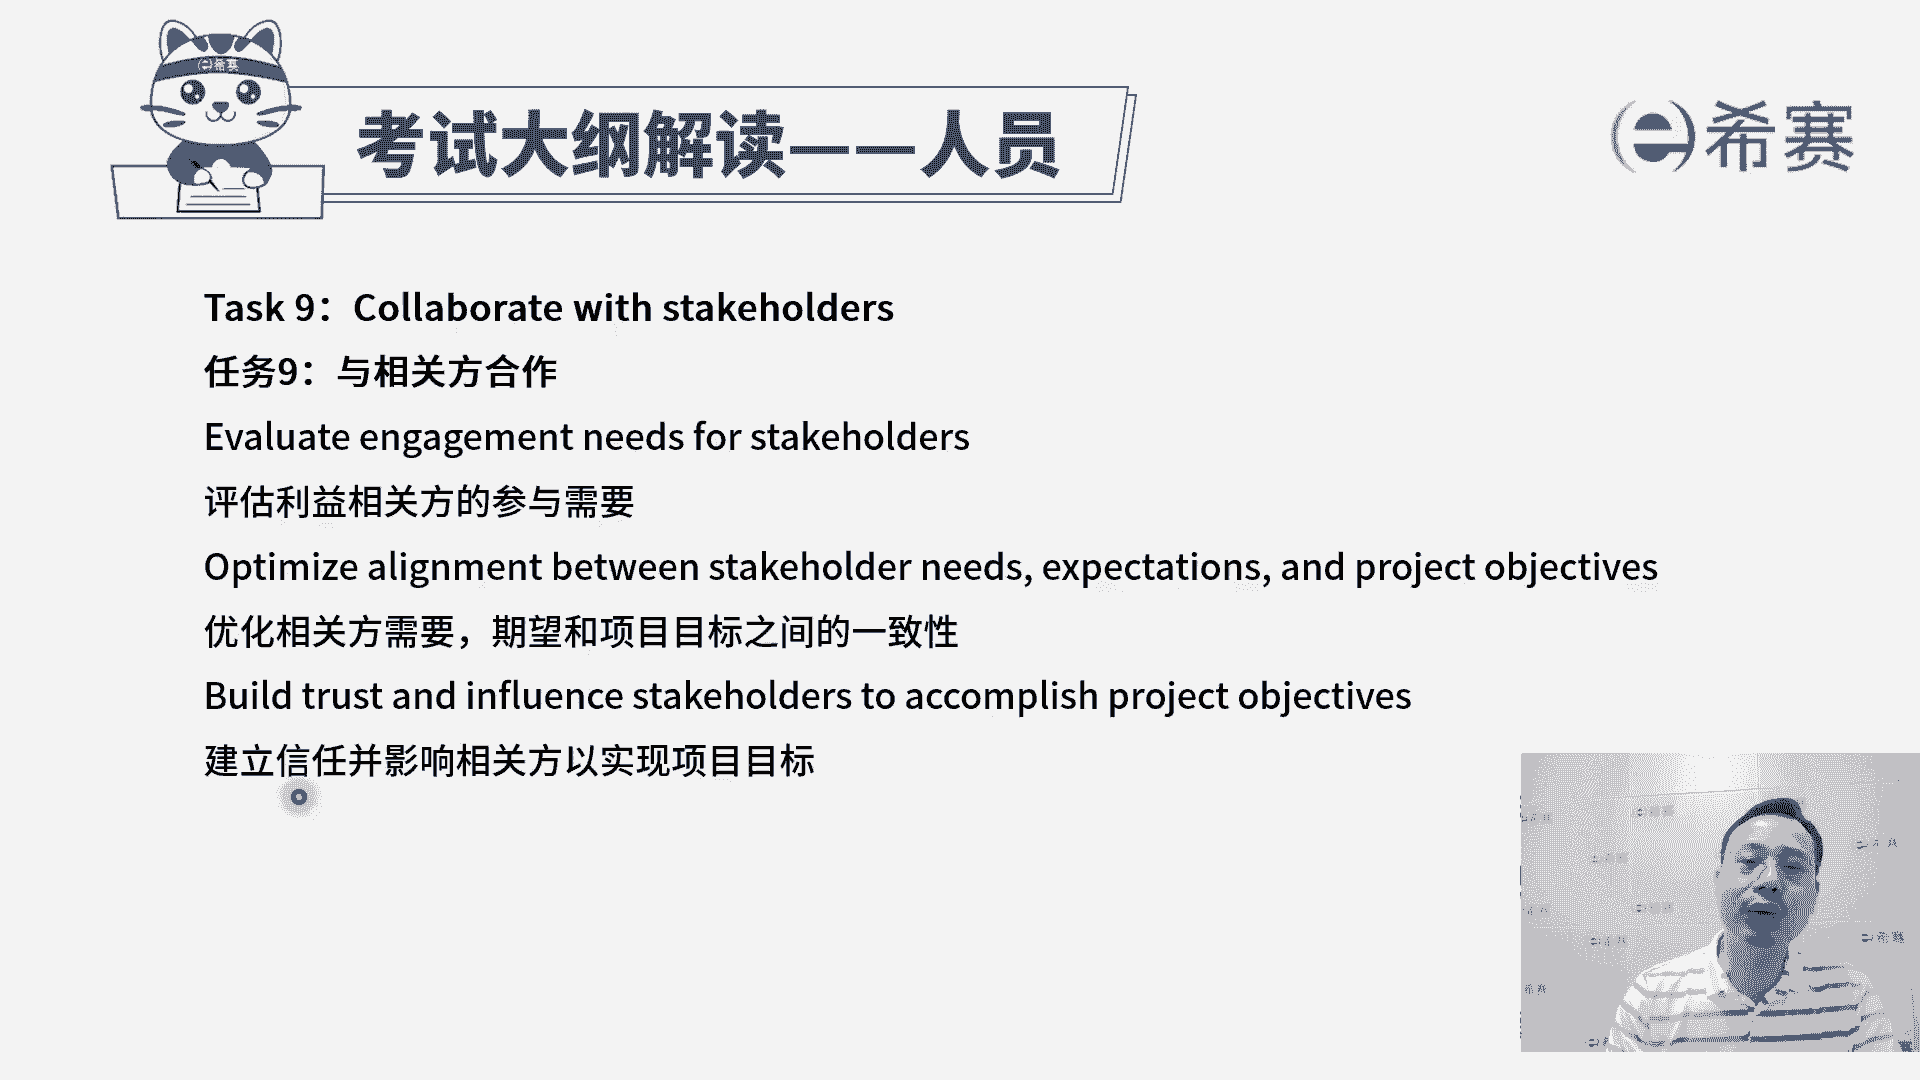 希赛
考试大纲解读——人员
希赛
Task 9：Collaborate with stakeholders
任务9：与相关方合作
Evaluate engagement needs for stakeholders
评估利益相关方的参与需要
Optimize alignment between stakeholder needs, expectations, and project objectives
优化相关方需要，期望和项目目标之间的一致性
Build trust and influence stakeholders to accomplish project objectives
建立信任并影响相关方以实现项目目标
希赛
希赛